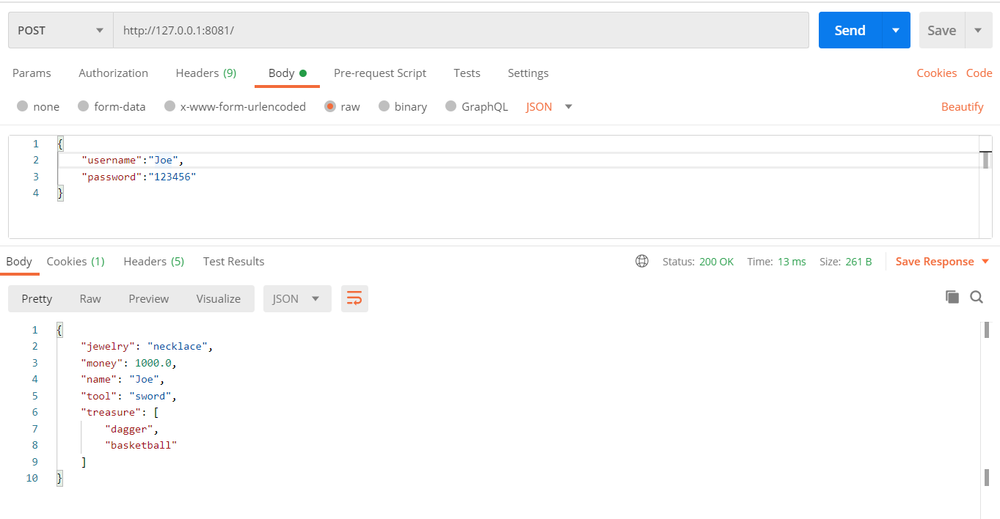 POST http://127.0.0.1:8081/ Send Save
Params Authorization Headers (9) Body Pre-request Script Tests Settings Cookies Code
none form-data x-www-form-urlencoded raw binary GraphQL JSON Beautify
1 {
2 "username":"Joe",
3 "password":"123456"
4 }
Body Cookies (1) Headers (5) Test Results Status: 200 OK Time: 13 ms Size: 261 B Save Response
Pretty Raw Preview Visualize JSON
1 {
2 "jewelry": "necklace",
3 "money": 1000.0,
4 "name": "Joe",
5 "tool": "sword",
6 "treasure": [
7 "dagger",
8 "basketball"
9 ]
10 }